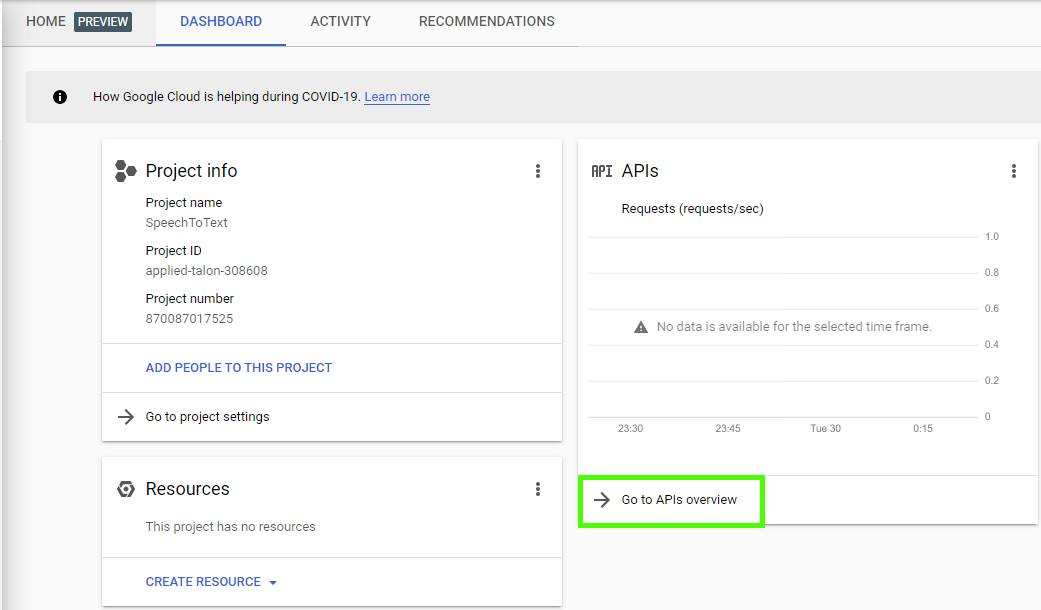 HOME PREVIEW DASHBOARD ACTIVITY RECOMMENDATIONS
How Google Cloud is helping during COVID-19. Learn more
Project info
Project name
SpeechToText
Project ID
applied-talon-308608
Project number
870087017525
ADD PEOPLE TO THIS PROJECT
Go to project settings
Resources
This project has no resources
CREATE RESOURCE
API APIs
Requests (requests/sec)
1.0
0.8
0.6
No data is available for the selected time frame.
0.4
0.2
0
23:30 23:45 Tue 30 0:15
Go to APIs overview